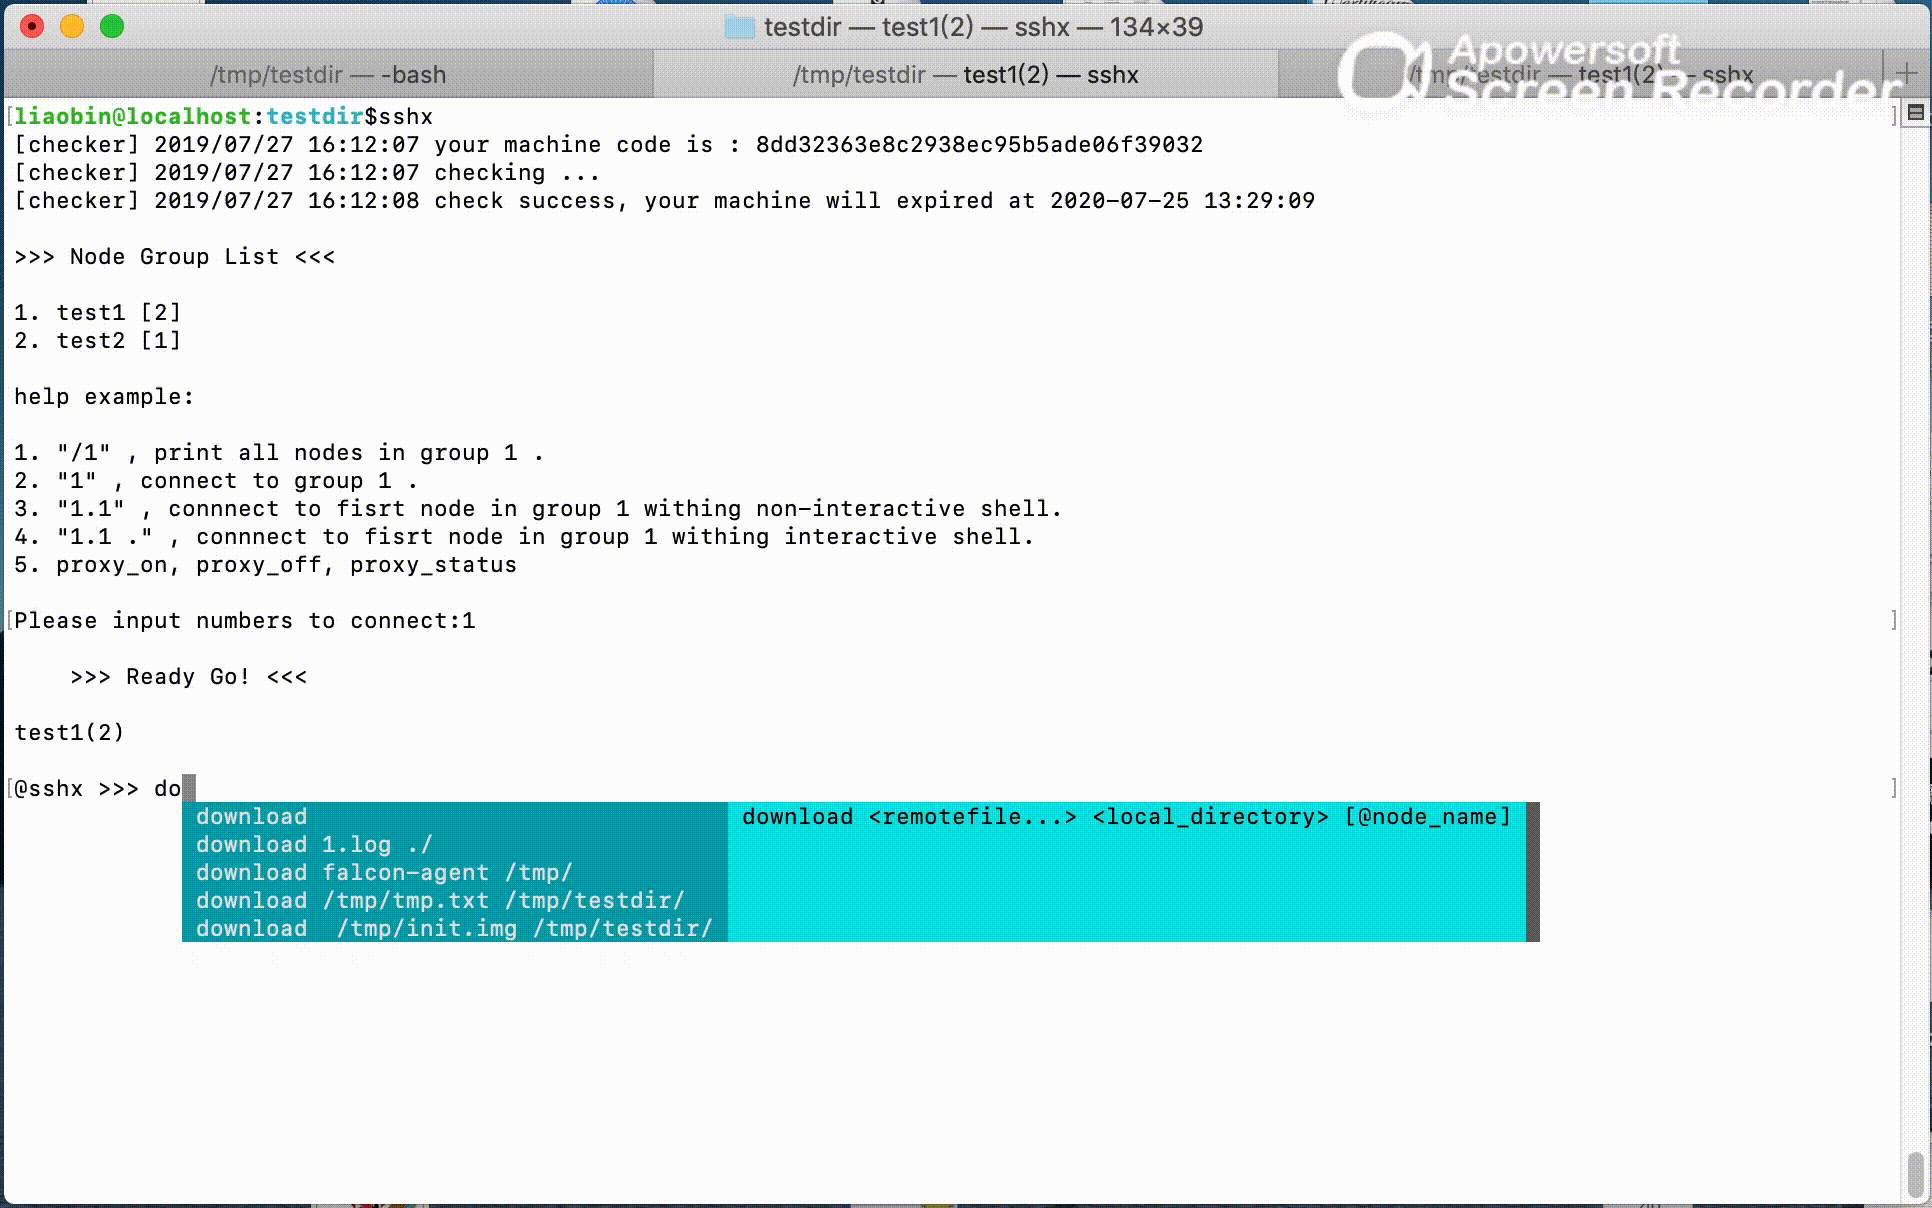 testdir — test1(2) — sshx — 134×39
/tmp/testdir — -bash
/tmp/testdir — test1(2) — sshx
/tmp/testdir — test1(2) — sshx
Apowersoft
Screen Recorder
liaobin@localhost:testdir$sshx
[checker] 2019/07/27 16:12:07 your machine code is : 8dd32363e8c2938ec95b5ade06f39032
[checker] 2019/07/27 16:12:07 checking ...
[checker] 2019/07/27 16:12:08 check success, your machine will expired at 2020-07-25 13:29:09
>>> Node Group List <<<
1. test1 [2]
2. test2 [1]
help example:
1. "/1" , print all nodes in group 1 .
2. "1" , connect to group 1 .
3. "1.1" , connnect to fisrt node in group 1 withing non-interactive shell.
4. "1.1 ." , connnect to fisrt node in group 1 withing interactive shell.
5. proxy_on, proxy_off, proxy_status
Please input numbers to connect:1
>>> Ready Go! <<<
test1(2)
@sshx >>> do
download download <remotefile...> <local_directory> [@node_name]
download 1.log ./
download falcon-agent /tmp/
download /tmp/tmp.txt /tmp/testdir/
download  /tmp/init.img /tmp/testdir/